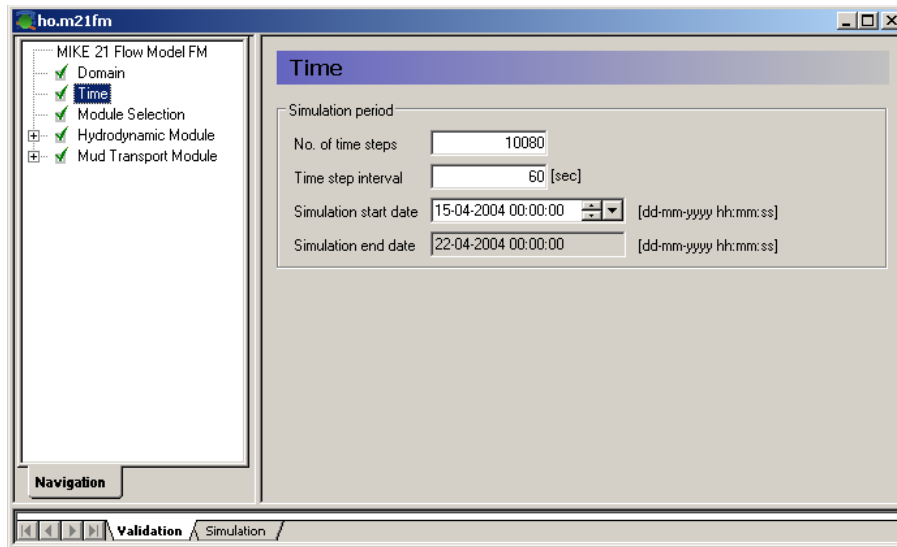 ho.m21fm
MIKE 21 Flow Model FM
Domain
Time
Module Selection
Hydrodynamic Module
Mud Transport Module
Navigation
Time
Simulation period
No. of time steps 10080
Time step interval 60 [sec]
Simulation start date 15-04-2004 00:00:00 [dd-mm-yyyy hh:mm:ss]
Simulation end date 22-04-2004 00:00:00 [dd-mm-yyyy hh:mm:ss]
Validation Simulation